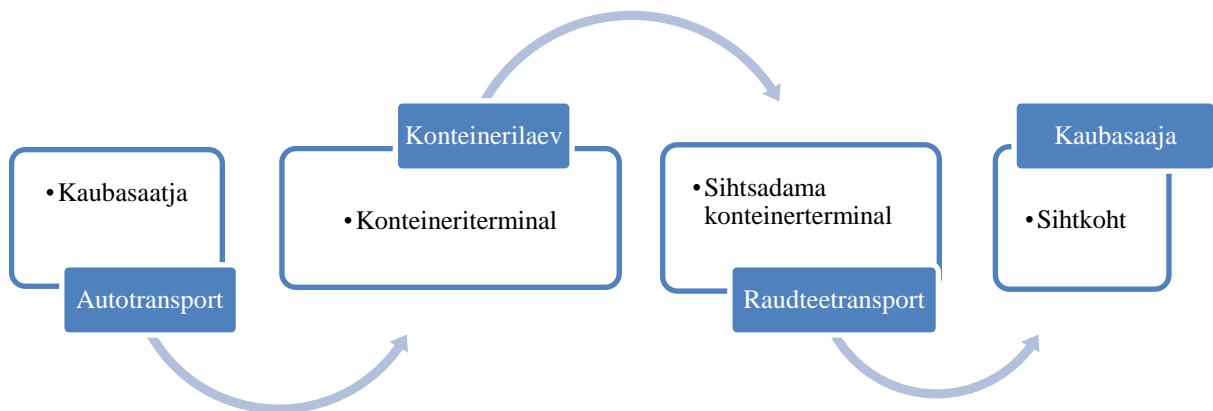 • Kaubasaatja
Autotransport
Konteinerilaev
• Konteineriterminal
• Sihtsadama
konteinerterminal
Raudteetransport
Kaubasaaja
• Sihtkoht